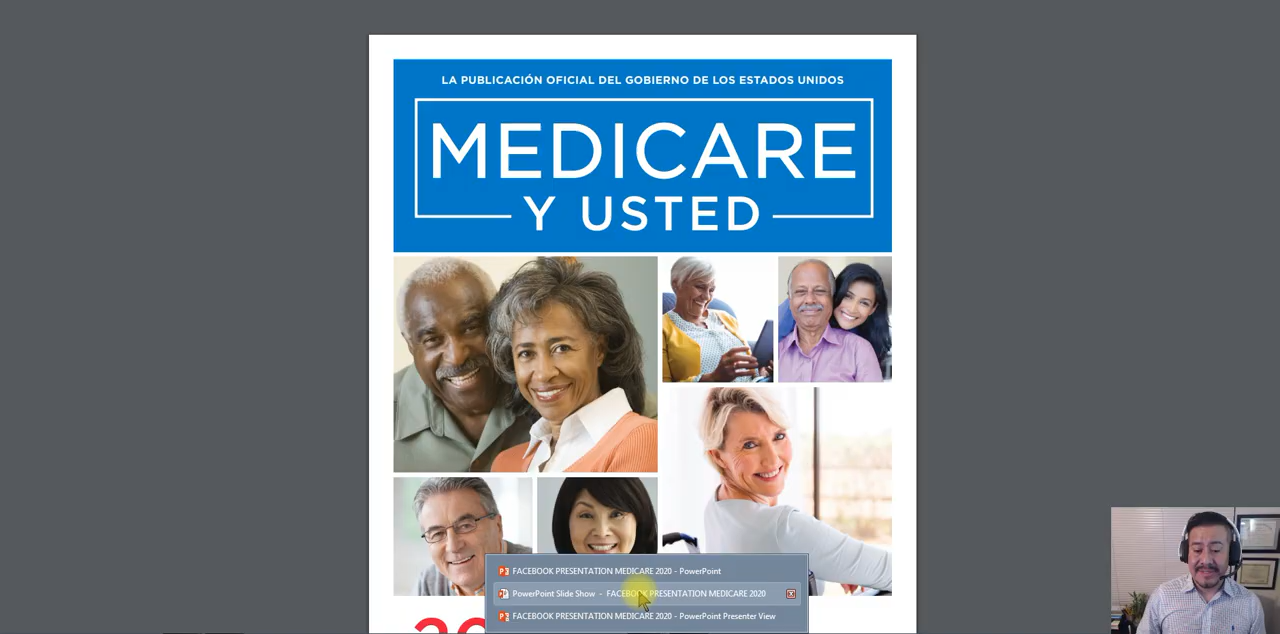 LA PUBLICACIÓN OFICIAL DEL GOBIERNO DE LOS ESTADOS UNIDOS
MEDICARE
Y USTED
FACEBOOK PRESENTATION MEDICARE 2020 - PowerPoint
PowerPoint Slide Show - FACEBOOK PRESENTATION MEDICARE 2020
FACEBOOK PRESENTATION MEDICARE 2020 - PowerPoint Presenter View